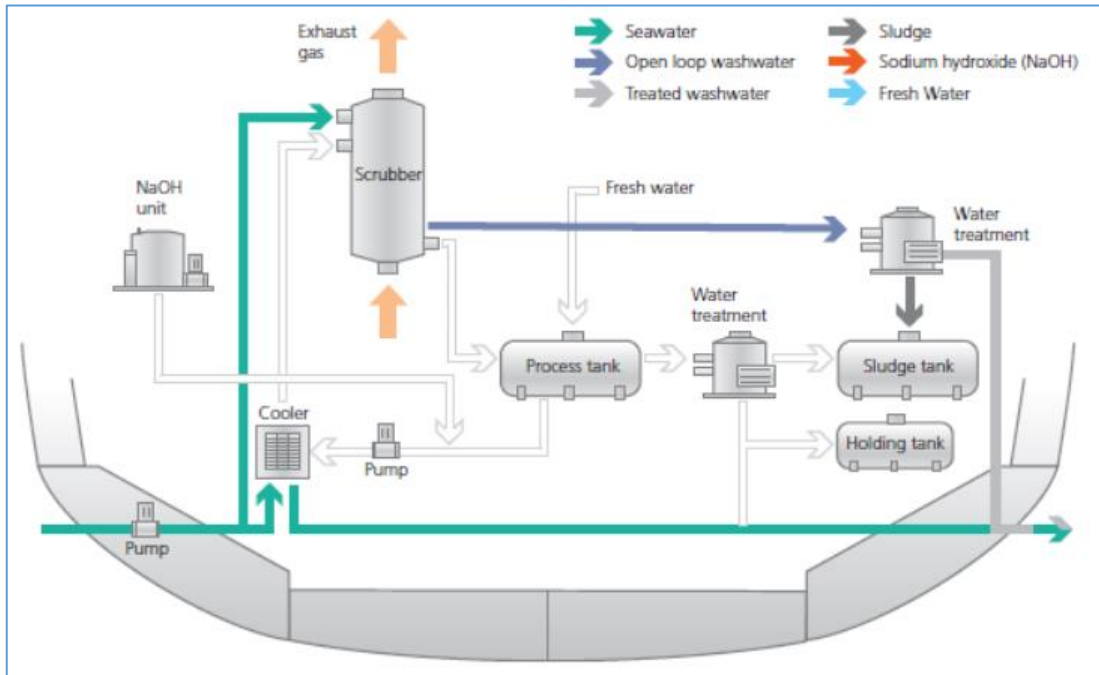 Exhaust
gas
Seawater
Open loop washwater
Treated washwater
Sludge
Sodium hydroxide (NaOH)
Fresh Water
Scrubber
NaOH
unit
Fresh water
Water
treatment
Water
treatment
Process tank
Sludge tank
Cooler
Holding tank
Pump
Pump